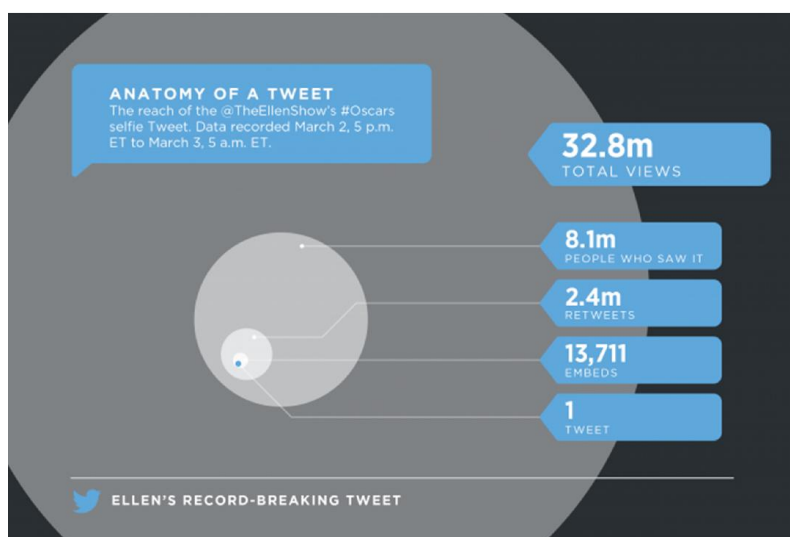 ANATOMY OF A TWEET
The reach of the @TheEllenShow's #Oscars
selfie Tweet. Data recorded March 2, 5 p.m.
ET to March 3, 5 a.m. ET.
32.8m
TOTAL VIEWS
8.1m
PEOPLE WHO SAW IT
2.4m
RETWEETS
13,711
EMBEDS
1
TWEET
ELLEN'S RECORD-BREAKING TWEET